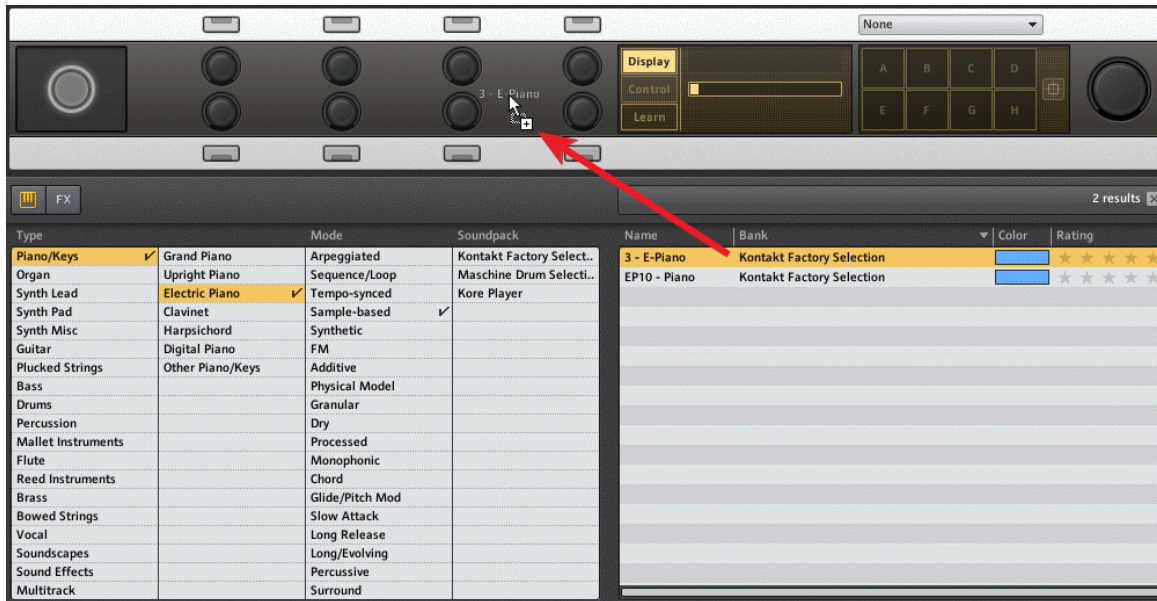 None
Display
Control
Learn
A B C D
E F G H
3 - E-Piano
FX
2 results
Type Mode Soundpack
Piano/Keys Grand Piano Arpeggiated Kontakt Factory Select..
Organ Upright Piano Sequence/Loop Maschine Drum Selecti..
Synth Lead Electric Piano Tempo-synced Kore Player
Synth Pad Clavinet Sample-based
Synth Misc Harpsichord Synthetic
Guitar Digital Piano FM
Plucked Strings Other Piano/Keys Additive
Bass Physical Model
Drums Granular
Percussion Dry
Mallet Instruments Processed
Flute Monophonic
Reed Instruments Chord
Brass Glide/Pitch Mod
Bowed Strings Slow Attack
Vocal Long Release
Soundscapes Long/Evolving
Sound Effects Percussive
Multitrack Surround
Name Bank Color Rating
3 - E-Piano Kontakt Factory Selection
EP10 - Piano Kontakt Factory Selection